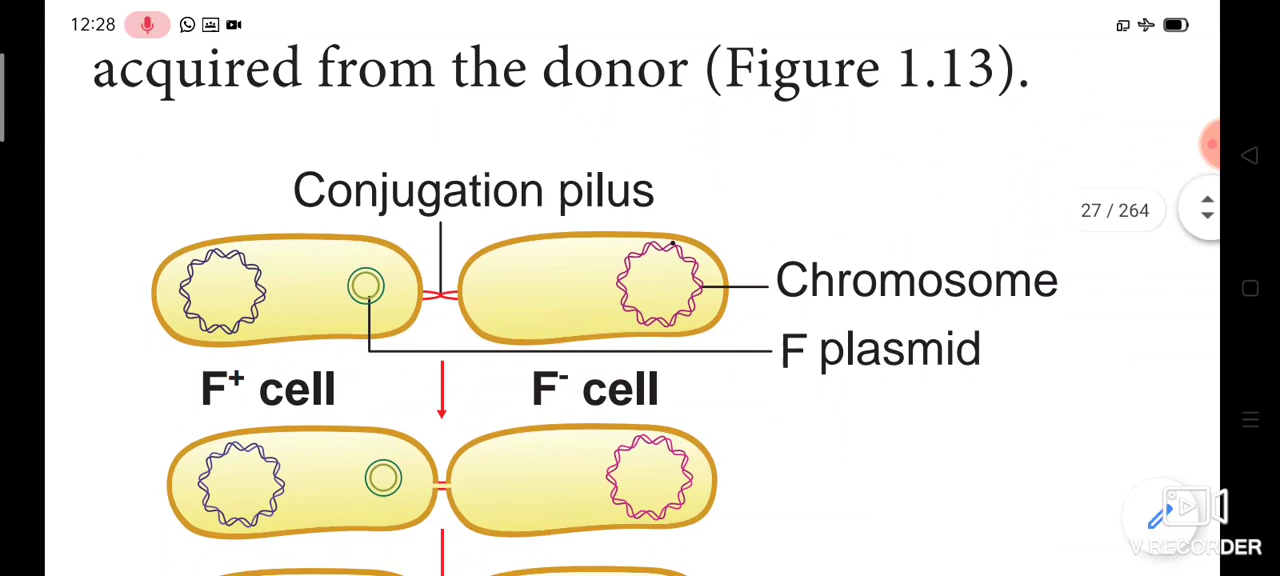 12:28
acquired from the donor (Figure 1.13).
Conjugation pilus
27 / 264
Chromosome
F plasmid
F⁺ cell
F⁻ cell
V RECORDER